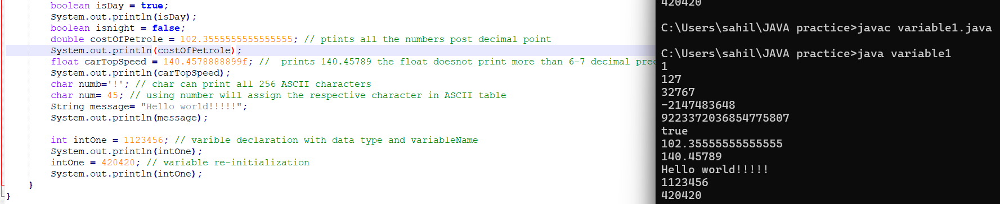 boolean isDay = true;
System.out.println(isDay);
boolean isnight = false;
double costOfPetrole = 102.3555555555555555; // ptints all the numbers post decimal point
System.out.println(costOfPetrole);
float carTopSpeed = 140.4578888899f; //  prints 140.45789 the float doesnot print more than 6-7 decimal
System.out.println(carTopSpeed);
char numb='!'; // char can print all 256 ASCII characters
char num= 45; // using number will assign the respective character in ASCII table
String message= "Hello world!!!!!";
System.out.println(message);
int intOne = 1123456; // varible declaration with data type and variableName
System.out.println(intOne);
intOne = 420420; // variable re-initialization
System.out.println(intOne);
}
}
420420
C:\Users\sahil\JAVA practice>javac variable1.java
C:\Users\sahil\JAVA practice>java variable1
1
127
32767
-2147483648
9223372036854775807
true
102.35555555555555
140.45789
Hello world!!!!!
1123456
420420